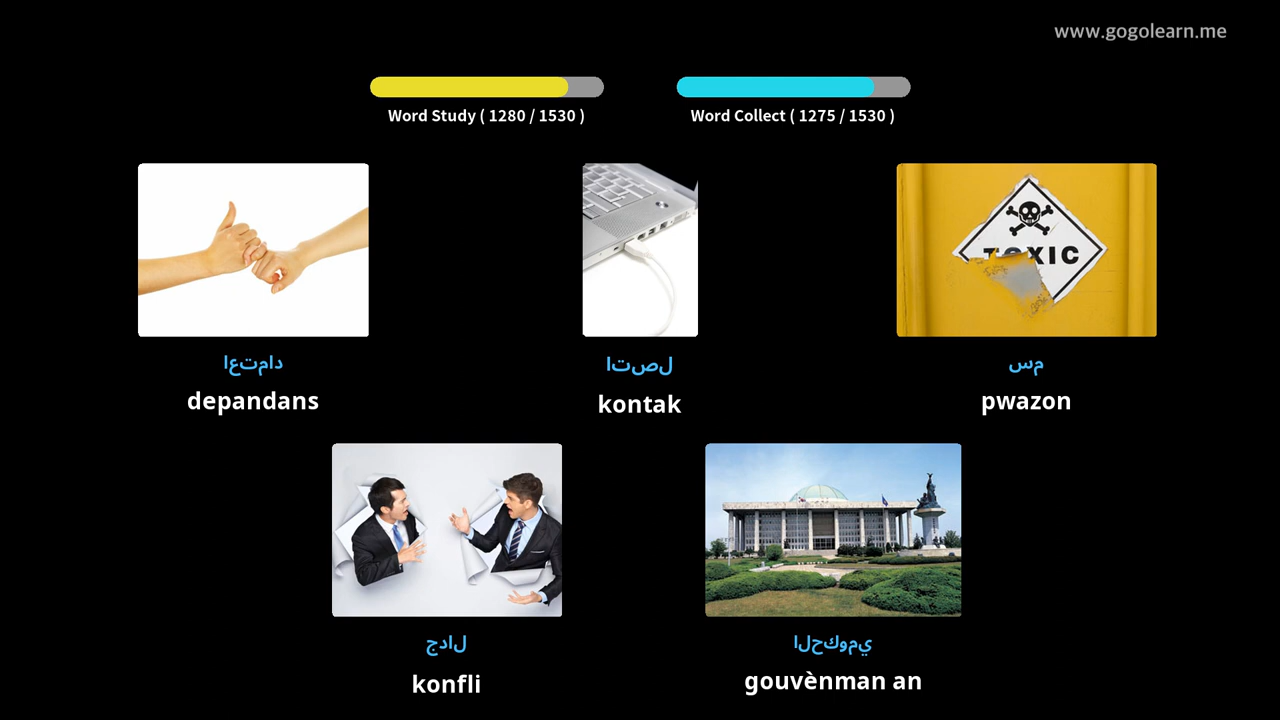 www.gogolearn.me
Word Study ( 1280 / 1530 )
Word Collect ( 1275 / 1530 )
TOXIC
اعتماد
اتصل
سم
depandans
kontak
pwazon
جدال
الحكومي
konfli
gouvènman an